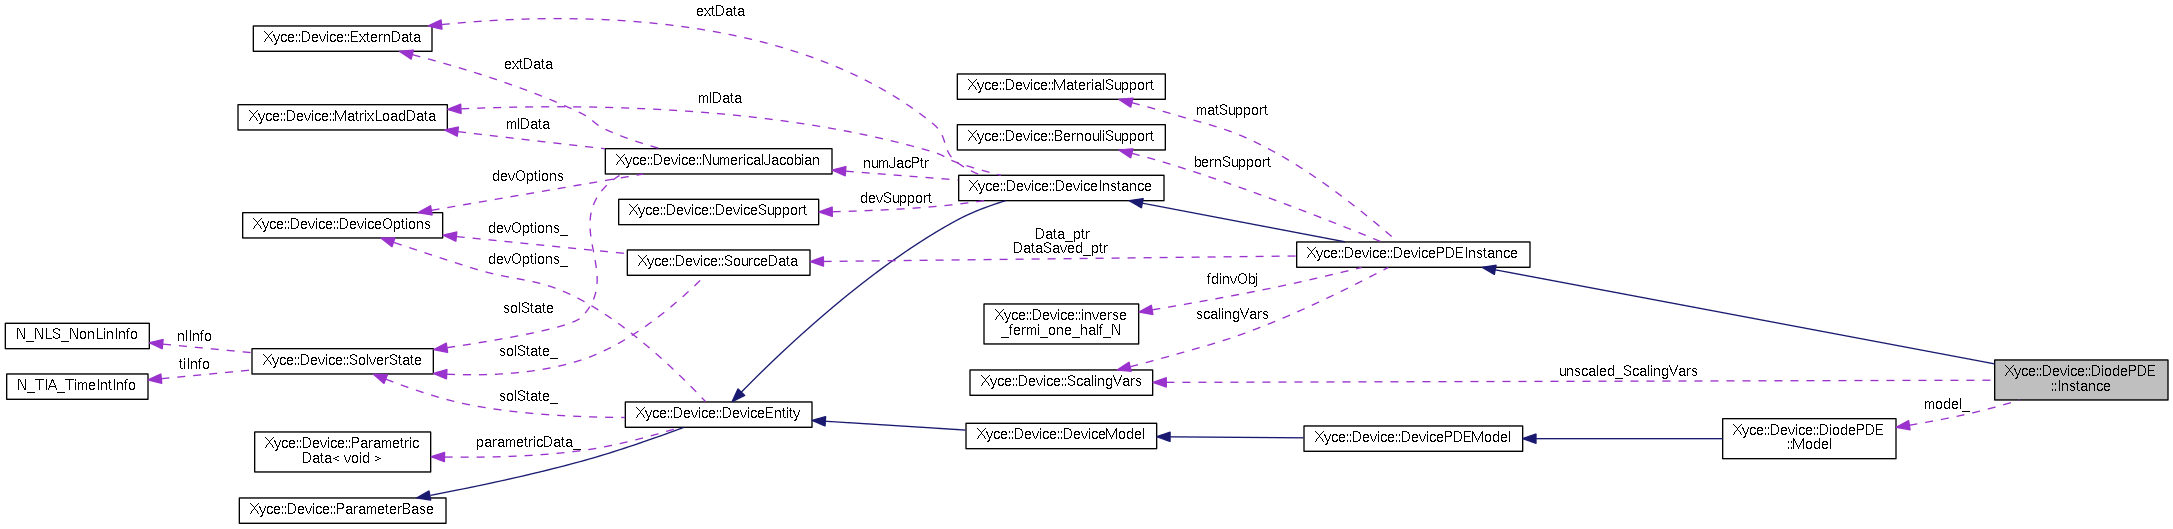 extData
Xyce::Device::ExternData
extData
Xyce::Device::MaterialSupport
mlData
matSupport
Xyce::Device::MatrixLoadData
mlData
Xyce::Device::BernouliSupport
Xyce::Device::NumericalJacobian
numJacPtr
bernSupport
devOptions
Xyce::Device::DeviceInstance
devSupport
Xyce::Device::DeviceSupport
Xyce::Device::DeviceOptions
devOptions_
Data_ptr
DataSaved_ptr
Xyce::Device::DevicePDEInstance
devOptions_
Xyce::Device::SourceData
fdinvObj
solState
Xyce::Device::inverse
_fermi_one_half_N
scalingVars
N_NLS_NonLinInfo
nlInfo
solState_
Xyce::Device::SolverState
tiInfo
N_TIA_TimeIntInfo
Xyce::Device::ScalingVars
unscaled_ScalingVars
Xyce::Device::DiodePDE
::Instance
solState_
model_
Xyce::Device::DeviceEntity
Xyce::Device::DeviceModel
Xyce::Device::DevicePDEModel
Xyce::Device::DiodePDE
::Model
parametricData_
Xyce::Device::Parametric
Data< void >
Xyce::Device::ParameterBase